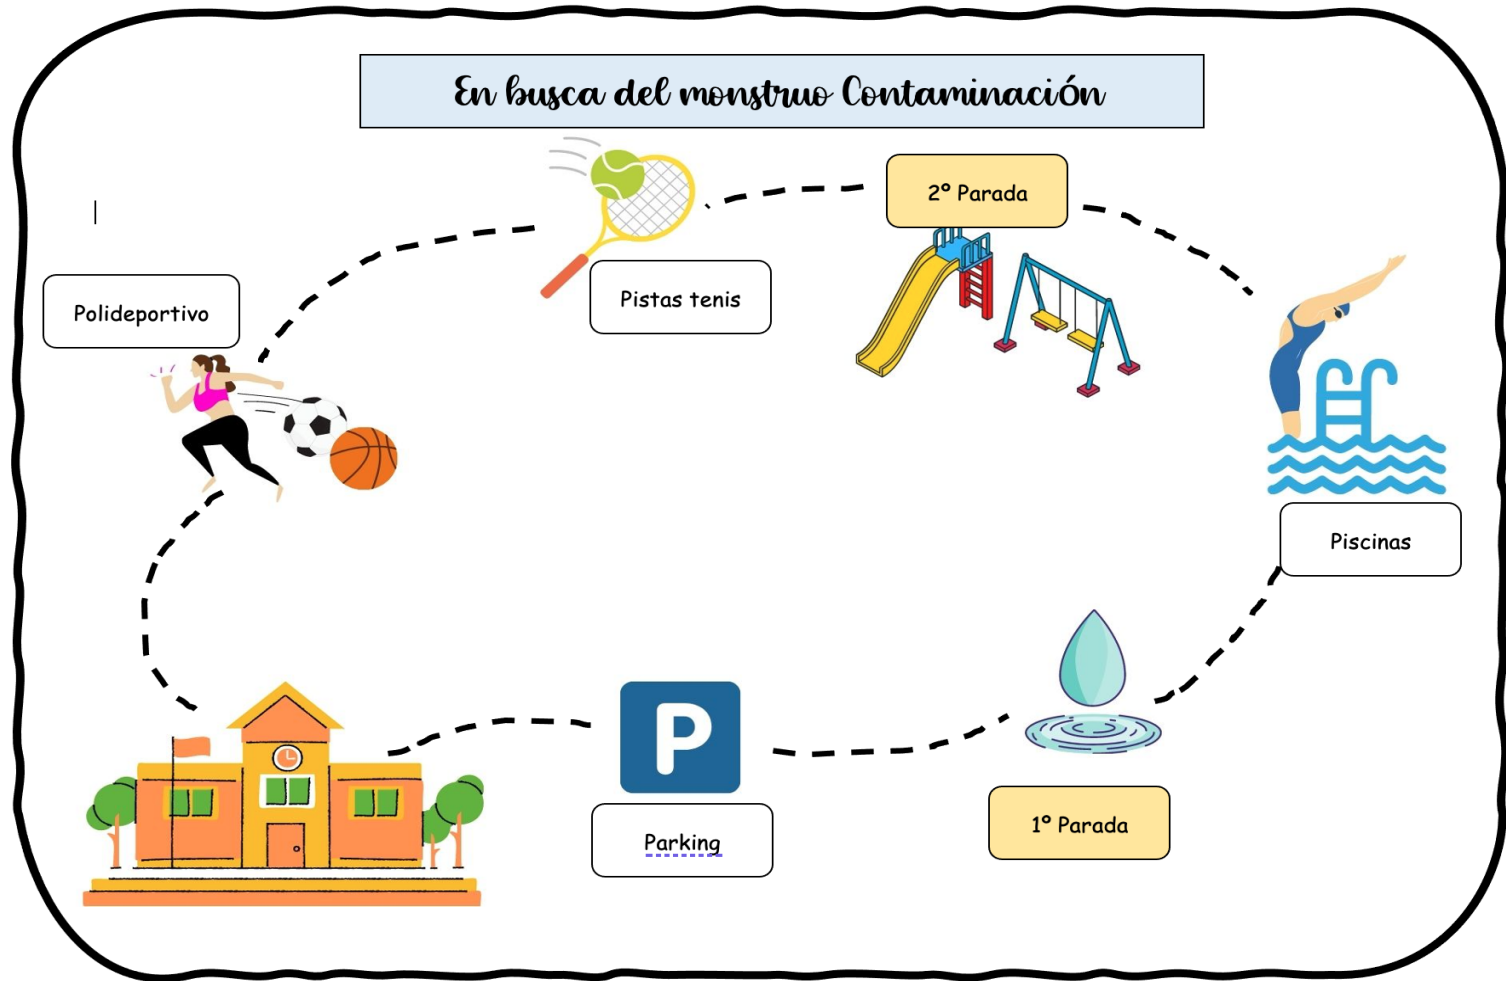 En busca del monstruo Contaminación
2º Parada
Pistas tenis
Polideportivo
Piscinas
P
Parking
1º Parada